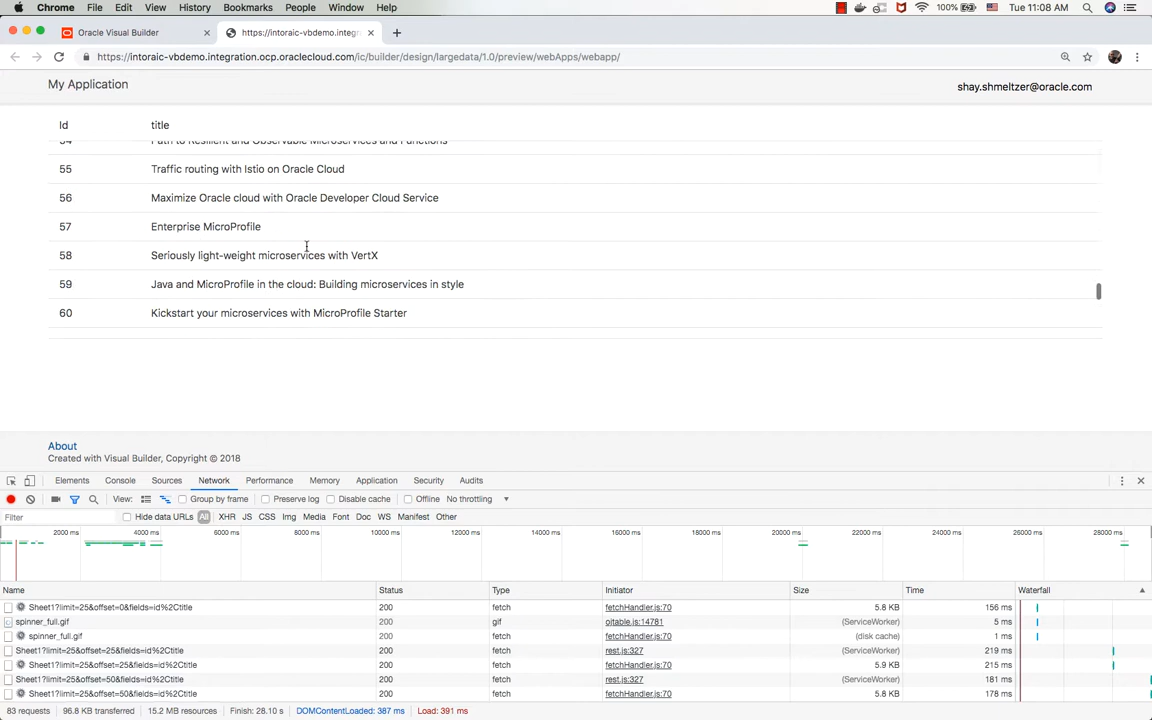 Chrome File Edit View History Bookmarks People Window Help 100% Tue 11:08 AM
Oracle Visual Builder × https://intoraic-vbdemo.integ × +
https://intoraic-vbdemo.integration.ocp.oraclecloud.com/ic/builder/design/largedata/1.0/preview/webApps/webapp/
My Application shay.shmeltzer@oracle.com
Id title
54 Path to Resilient and Observable Microservices and Functions
55 Traffic routing with Istio on Oracle Cloud
56 Maximize Oracle cloud with Oracle Developer Cloud Service
57 Enterprise MicroProfile
58 Seriously light-weight microservices with VertX
59 Java and MicroProfile in the cloud: Building microservices in style
60 Kickstart your microservices with MicroProfile Starter
About
Created with Visual Builder, Copyright © 2018
Elements Console Sources Network Performance Memory Application Security Audits
View: Group by frame Preserve log Disable cache Offline No throttling
Filter Hide data URLs All XHR JS CSS Img Media Font Doc WS Manifest Other
2000 ms 4000 ms 6000 ms 8000 ms 10000 ms 12000 ms 14000 ms 16000 ms 18000 ms 20000 ms 22000 ms 24000 ms 26000 ms 28000 ms
Name Status Type Initiator Size Time Waterfall
Sheet1?limit=25&offset=0&fields=id%2Ctitle 200 fetch fetchHandler.js:70 5.8 KB 156 ms
spinner_full.gif 200 gif ojtable.js:14781 (ServiceWorker) 5 ms
spinner_full.gif 200 fetch fetchHandler.js:70 (disk cache) 1 ms
Sheet1?limit=25&offset=25&fields=id%2Ctitle 200 fetch rest.js:327 (ServiceWorker) 219 ms
Sheet1?limit=25&offset=25&fields=id%2Ctitle 200 fetch fetchHandler.js:70 5.9 KB 215 ms
Sheet1?limit=25&offset=50&fields=id%2Ctitle 200 fetch rest.js:327 (ServiceWorker) 181 ms
Sheet1?limit=25&offset=50&fields=id%2Ctitle 200 fetch fetchHandler.js:70 5.8 KB 178 ms
83 requests 96.8 KB transferred 15.2 MB resources Finish: 28.10 s DOMContentLoaded: 387 ms Load: 391 ms